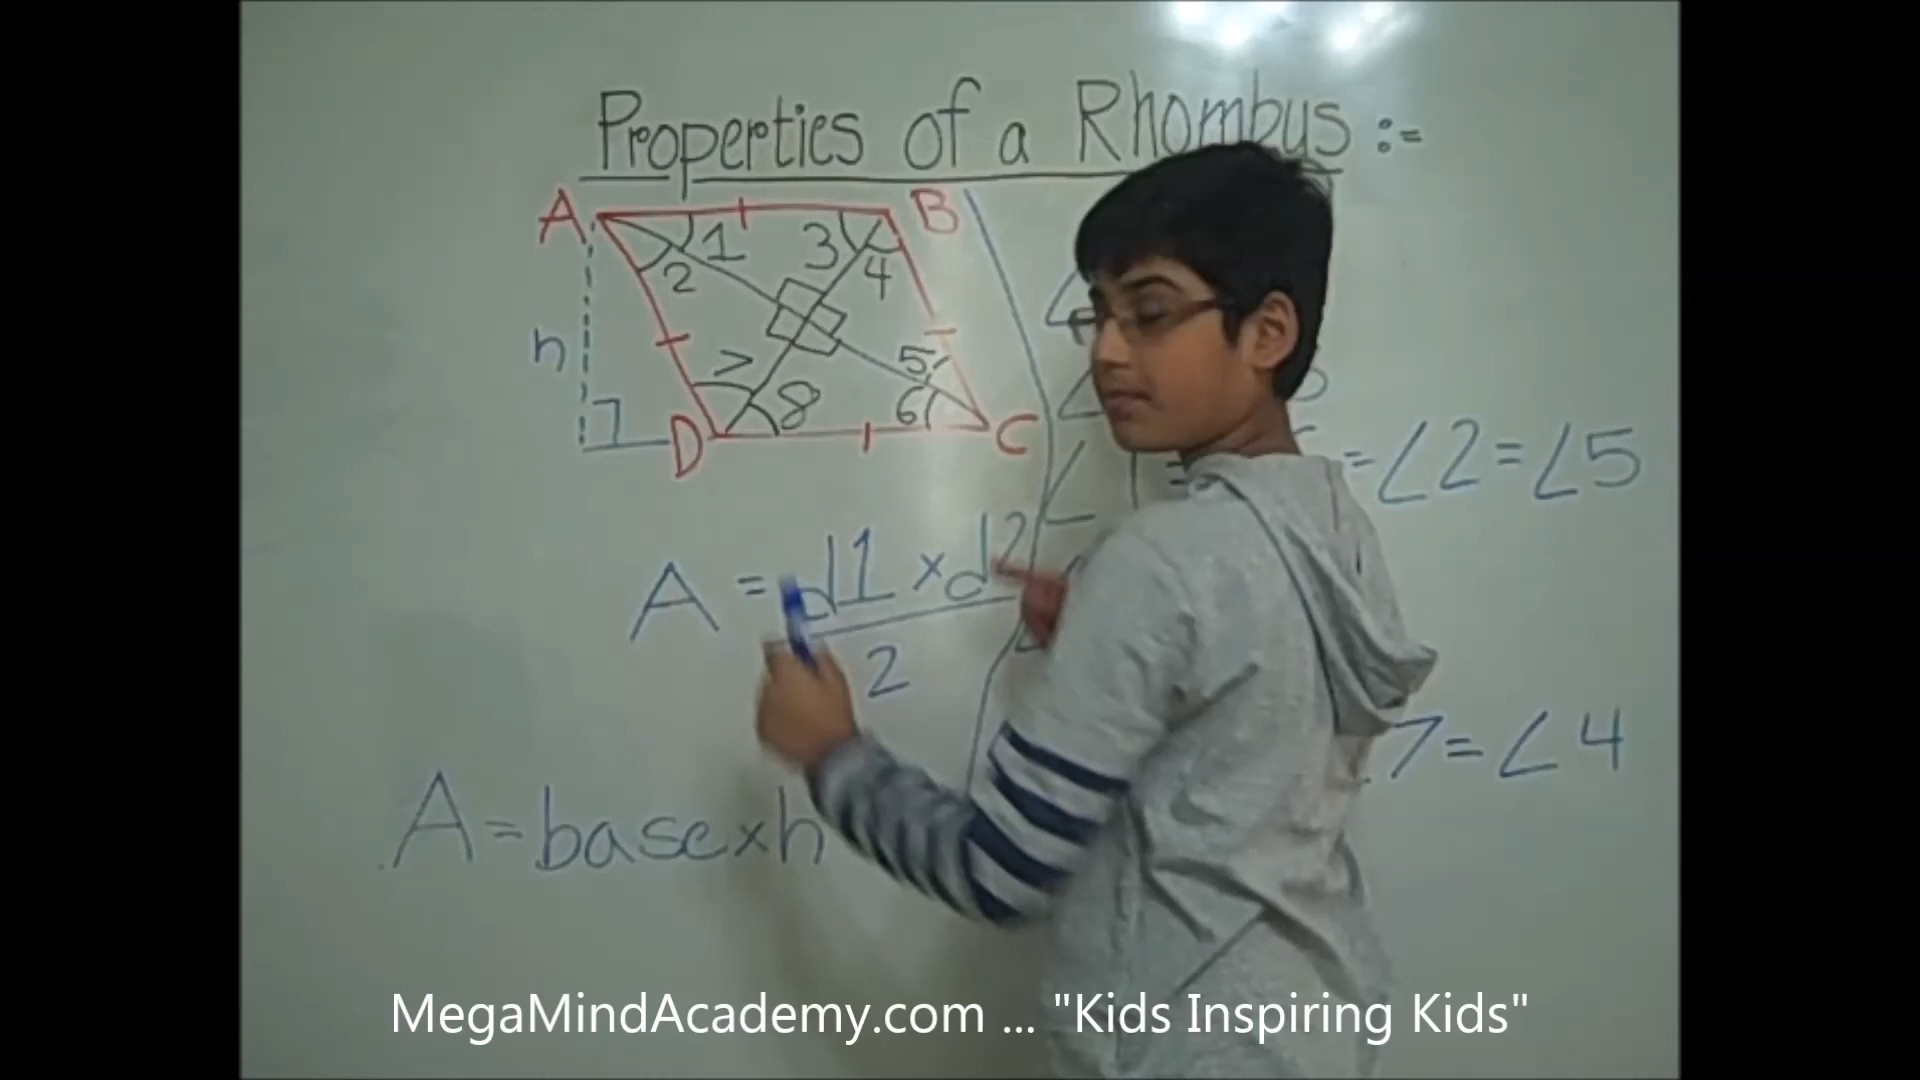 Properties of a Rhombus :-
A B
1 3
2 4
h
7 5
8 6
D C
= ∠2 = ∠5
A = d1 x d2
2
7 = ∠4
A = base x h
MegaMindAcademy.com ... "Kids Inspiring Kids"